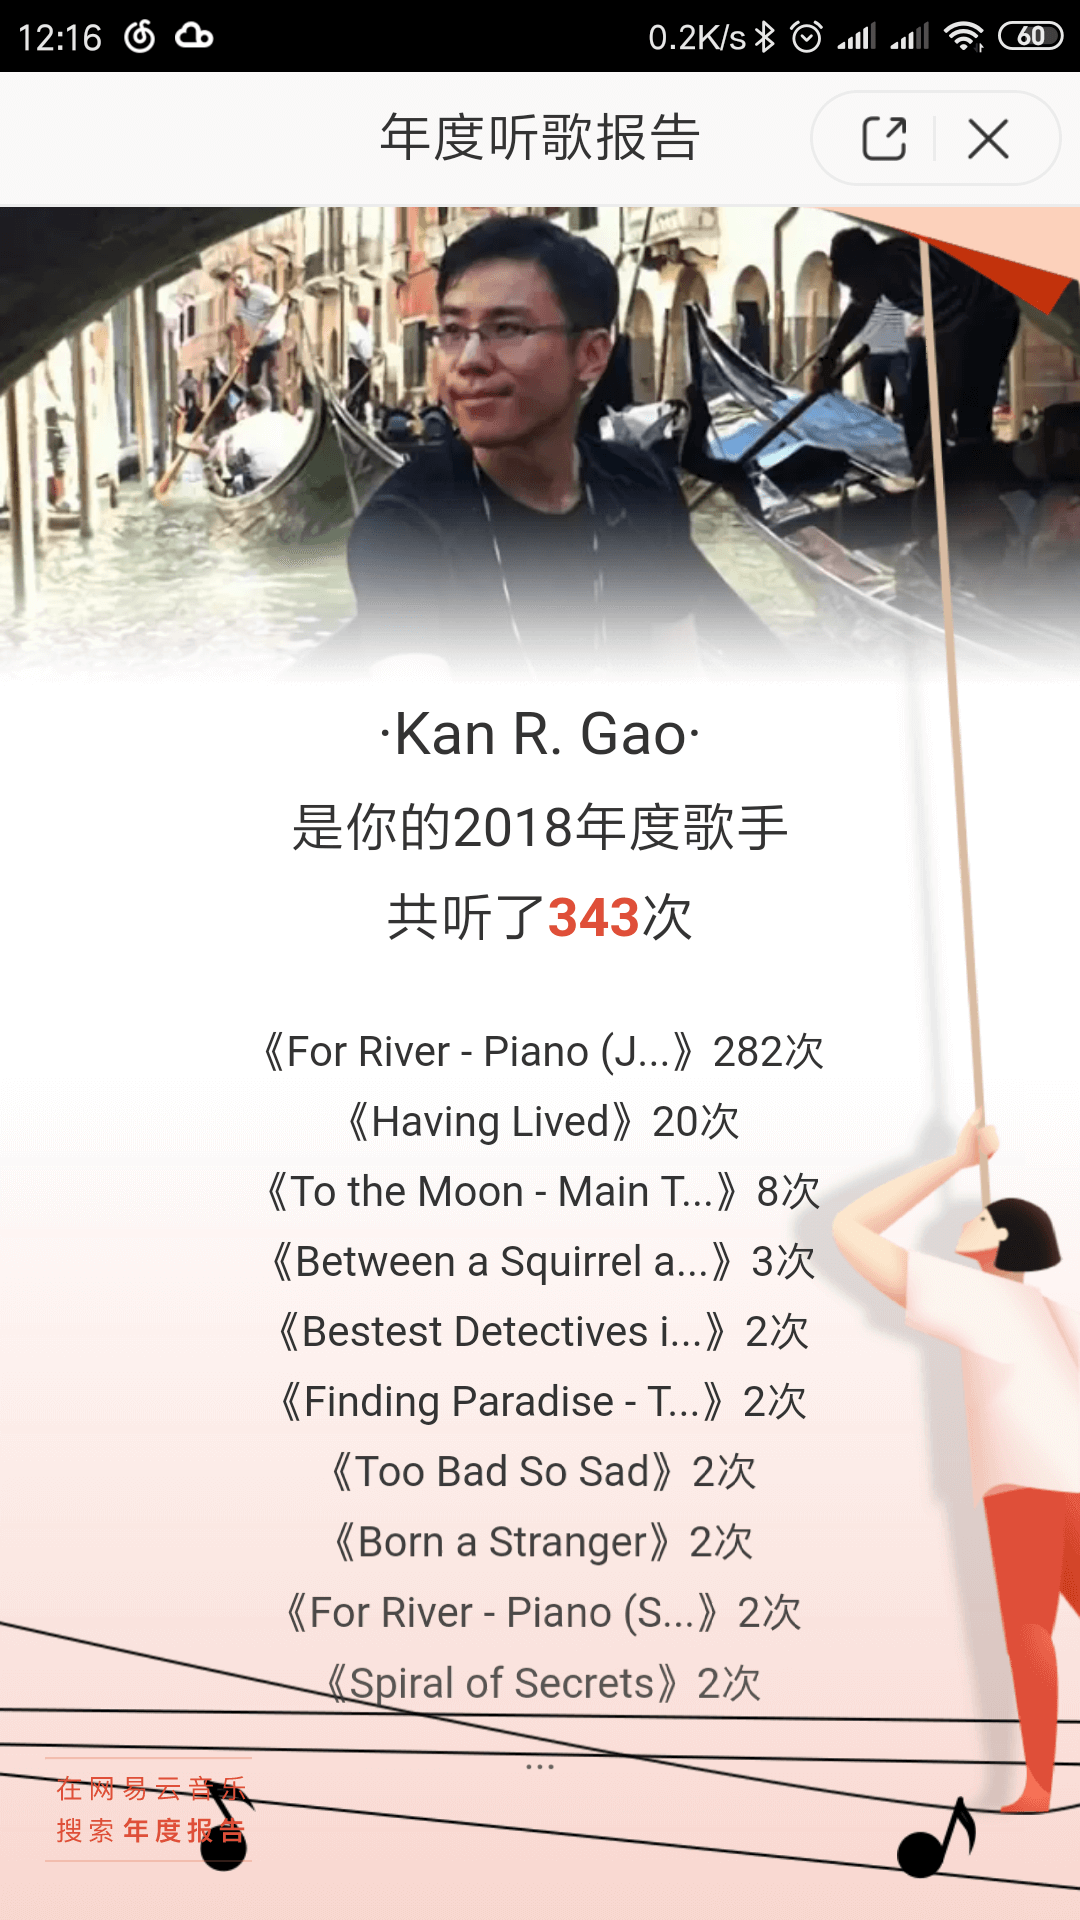 12:16
0.2K/s
60
年度听歌报告
·Kan R. Gao·
是你的2018年度歌手
共听了343次
《For River - Piano (J...》282次
《Having Lived》20次
《To the Moon - Main T...》8次
《Between a Squirrel a...》3次
《Bestest Detectives i...》2次
《Finding Paradise - T...》2次
《Too Bad So Sad》2次
《Born a Stranger》2次
《For River - Piano (S...》2次
《Spiral of Secrets》2次
...
在网易云音乐
搜索年度报告